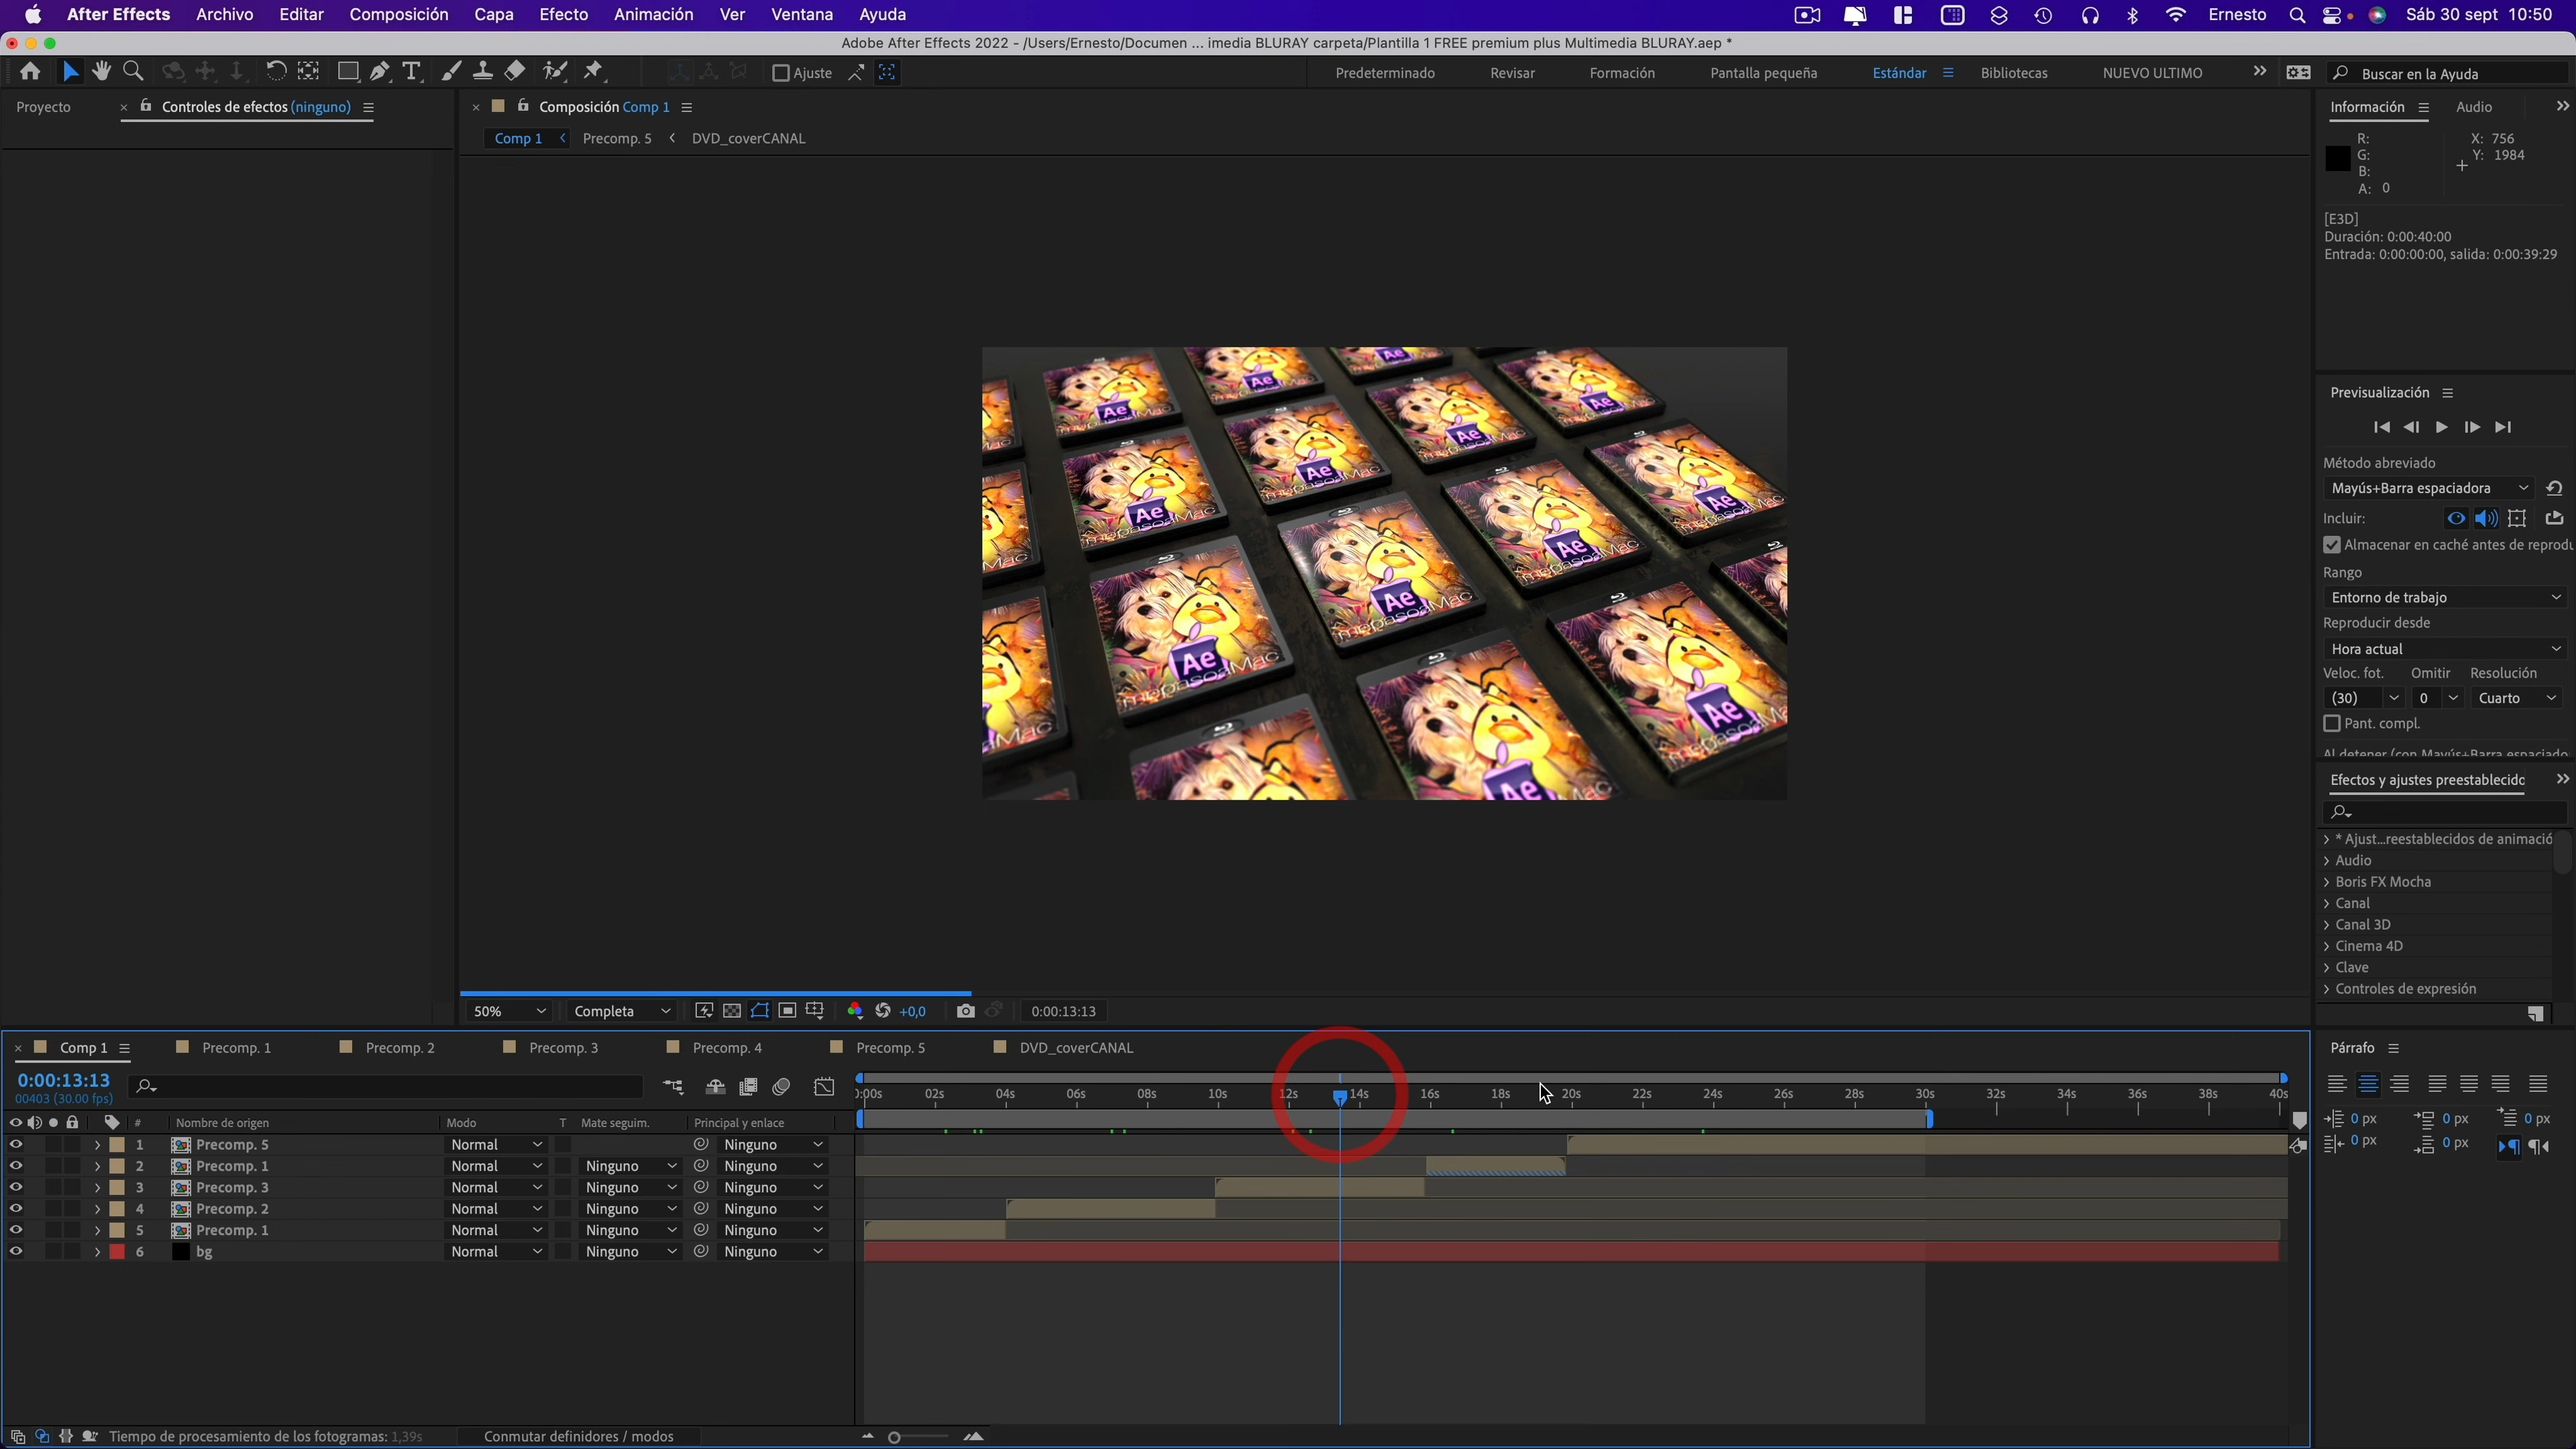 After Effects Archivo Editar Composición Capa Efecto Animación Ver Ventana Ayuda Ernesto Sáb 30 sept 10:50
Adobe After Effects 2022 - /Users/Ernesto/Documen ... imedia BLURAY carpeta/Plantilla 1 FREE premium plus Multimedia BLURAY.aep *
Ajuste Predeterminado Revisar Formación Pantalla pequeña Estándar Bibliotecas NUEVO ULTIMO Buscar en la Ayuda
Proyecto Controles de efectos (ninguno) Composición Comp 1 Información Audio
Comp 1 Precomp. 5 DVD_coverCANAL
R: X: 756
G: Y: 1984
B:
A: 0
[E3D]
Duración: 0:00:40:00
Entrada: 0:00:00:00, salida: 0:00:39:29
Previsualización
Método abreviado
Mayús+Barra espaciadora
Incluir:
Almacenar en caché antes de reprodu
Rango
Entorno de trabajo
Reproducir desde
Hora actual
Veloc. fot. Omitir Resolución
(30) 0 Cuarto
Pant. compl.
Al detener (con Mayús+Barra espaciado
Efectos y ajustes preestablecidc
* Ajust...reestablecidos de animació
Audio
Boris FX Mocha
Canal
Canal 3D
Cinema 4D
Clave
Controles de expresión
Ae
50% Completa +0,0 0:00:13:13
Comp 1 Precomp. 1 Precomp. 2 Precomp. 3 Precomp. 4 Precomp. 5 DVD_coverCANAL
0:00:13:13
00403 (30.00 fps)
):00s 02s 04s 06s 08s 10s 12s 14s 16s 18s 20s 22s 24s 26s 28s 30s 32s 34s 36s 38s 40s
# Nombre de origen Modo T Mate seguim. Principal y enlace
1 Precomp. 5 Normal Ninguno
2 Precomp. 1 Normal Ninguno Ninguno
3 Precomp. 3 Normal Ninguno Ninguno
4 Precomp. 2 Normal Ninguno Ninguno
5 Precomp. 1 Normal Ninguno Ninguno
6 bg Normal Ninguno Ninguno
Párrafo
0 px 0 px 0 px
0 px 0 px
Tiempo de procesamiento de los fotogramas: 1,39s Conmutar definidores / modos